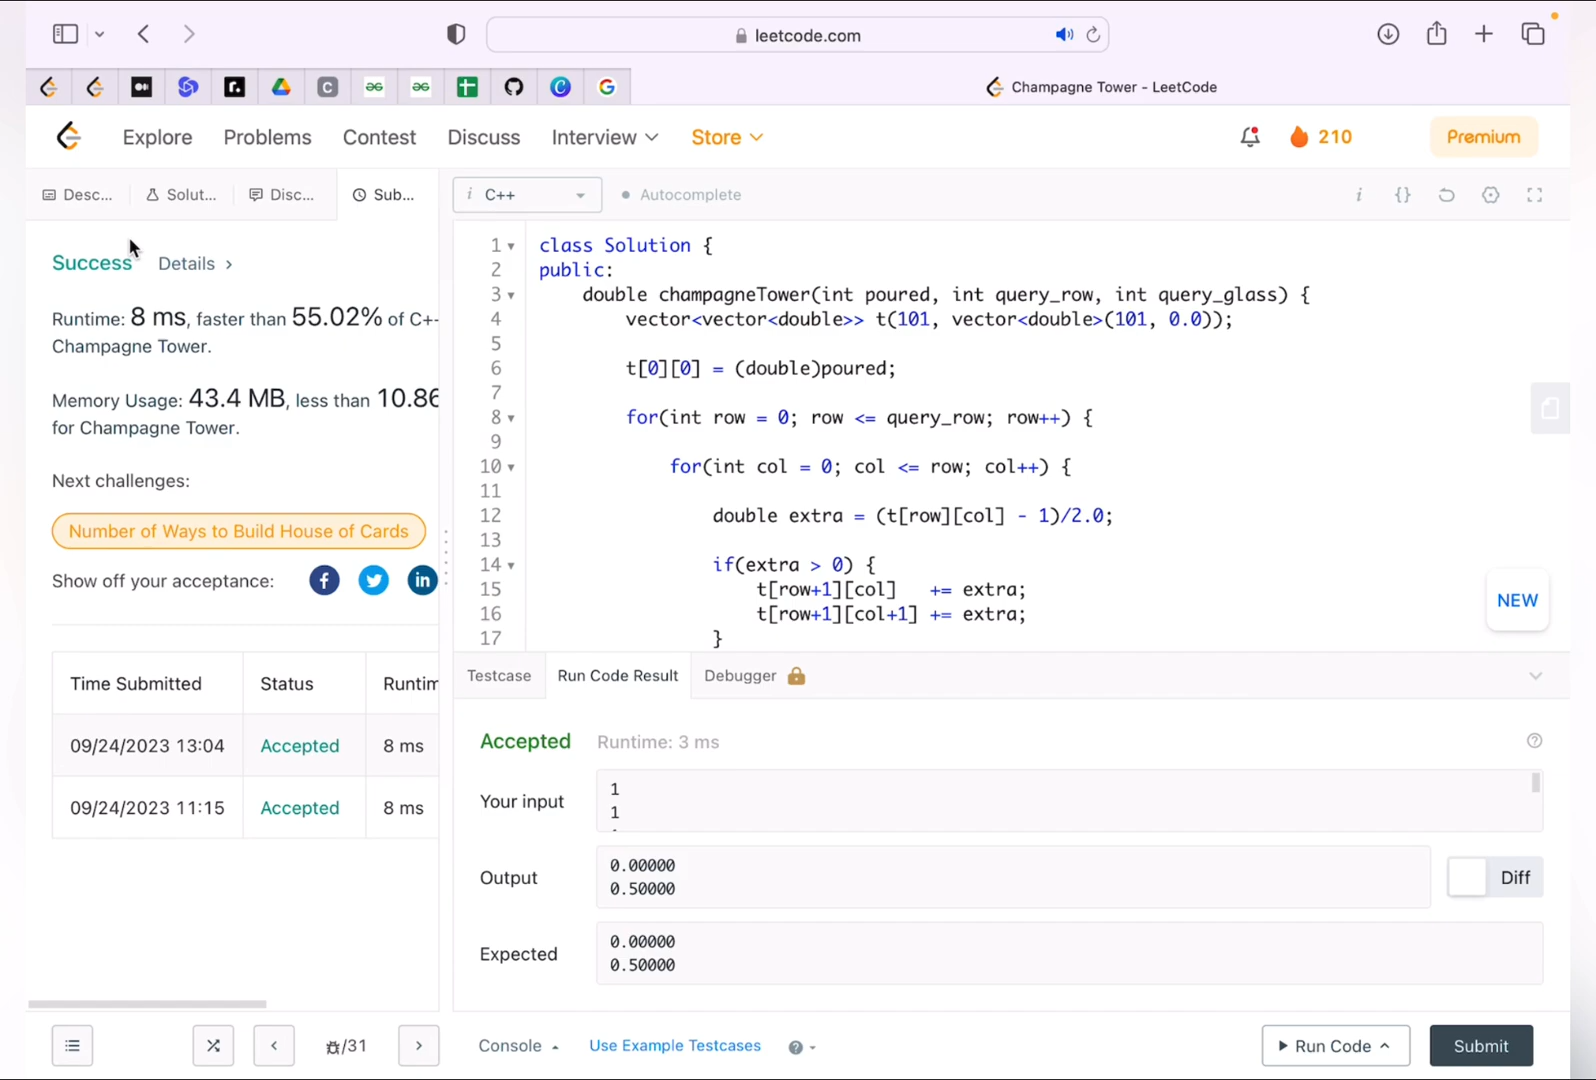 leetcode.com
Champagne Tower - LeetCode
Explore Problems Contest Discuss Interview Store 210 Premium
Desc... Solut... Disc... Sub...
i C++ Autocomplete i {}
Success Details >
Runtime: 8 ms, faster than 55.02% of C+
Champagne Tower.
Memory Usage: 43.4 MB, less than 10.86
for Champagne Tower.
Next challenges:
Number of Ways to Build House of Cards
Show off your acceptance:
Time Submitted Status Runtim
09/24/2023 13:04 Accepted 8 ms
09/24/2023 11:15 Accepted 8 ms
1 class Solution {
2 public:
3 double champagneTower(int poured, int query_row, int query_glass) {
4 vector<vector<double>> t(101, vector<double>(101, 0.0));
5
6 t[0][0] = (double)poured;
7
8 for(int row = 0; row <= query_row; row++) {
9
10 for(int col = 0; col <= row; col++) {
11
12 double extra = (t[row][col] - 1)/2.0;
13
14 if(extra > 0) {
15 t[row+1][col] += extra;
16 t[row+1][col+1] += extra;
17 }
NEW
Testcase Run Code Result Debugger
Accepted Runtime: 3 ms
Your input
1
1
Output
0.00000
0.50000
Diff
Expected
0.00000
0.50000
/31
Console Use Example Testcases Run Code Submit